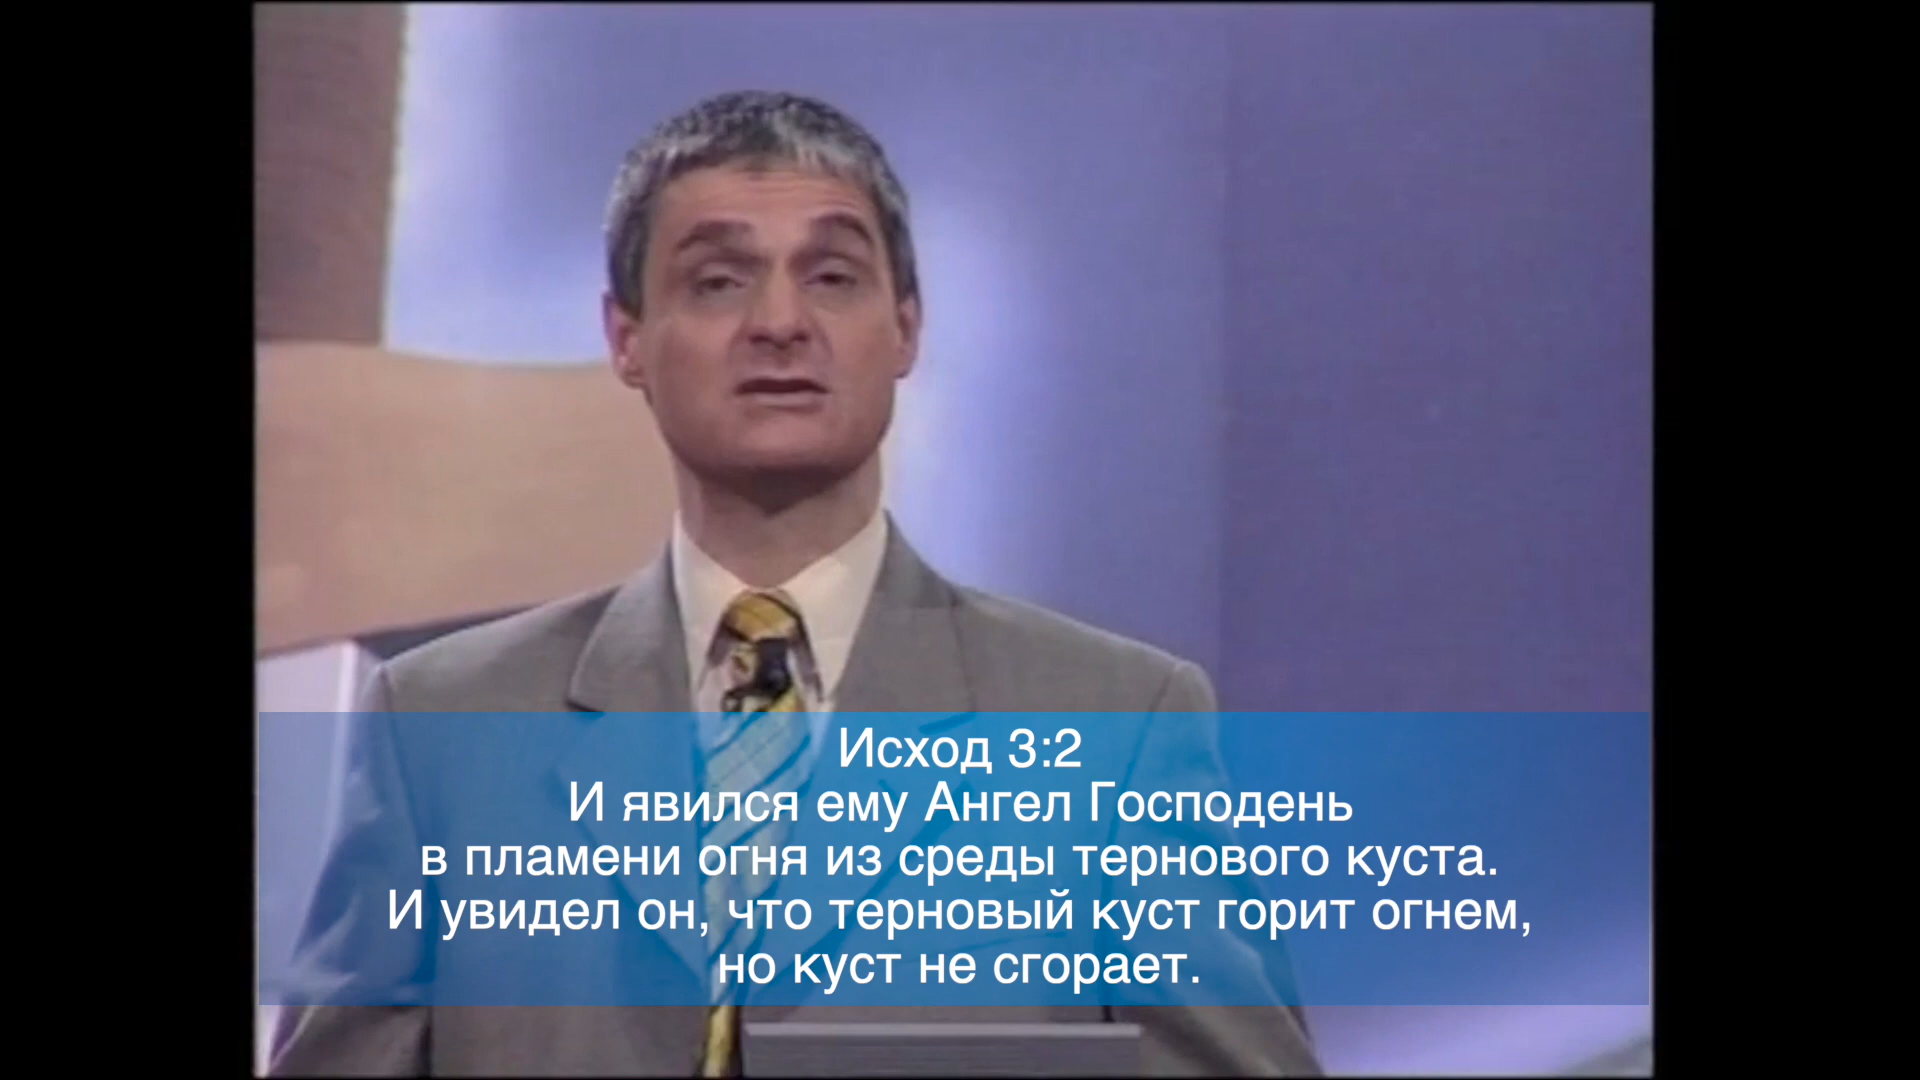 Исход 3:2
И явился ему Ангел Господень
в пламени огня из среды тернового куста.
И увидел он, что терновый куст горит огнем,
но куст не сгорает.